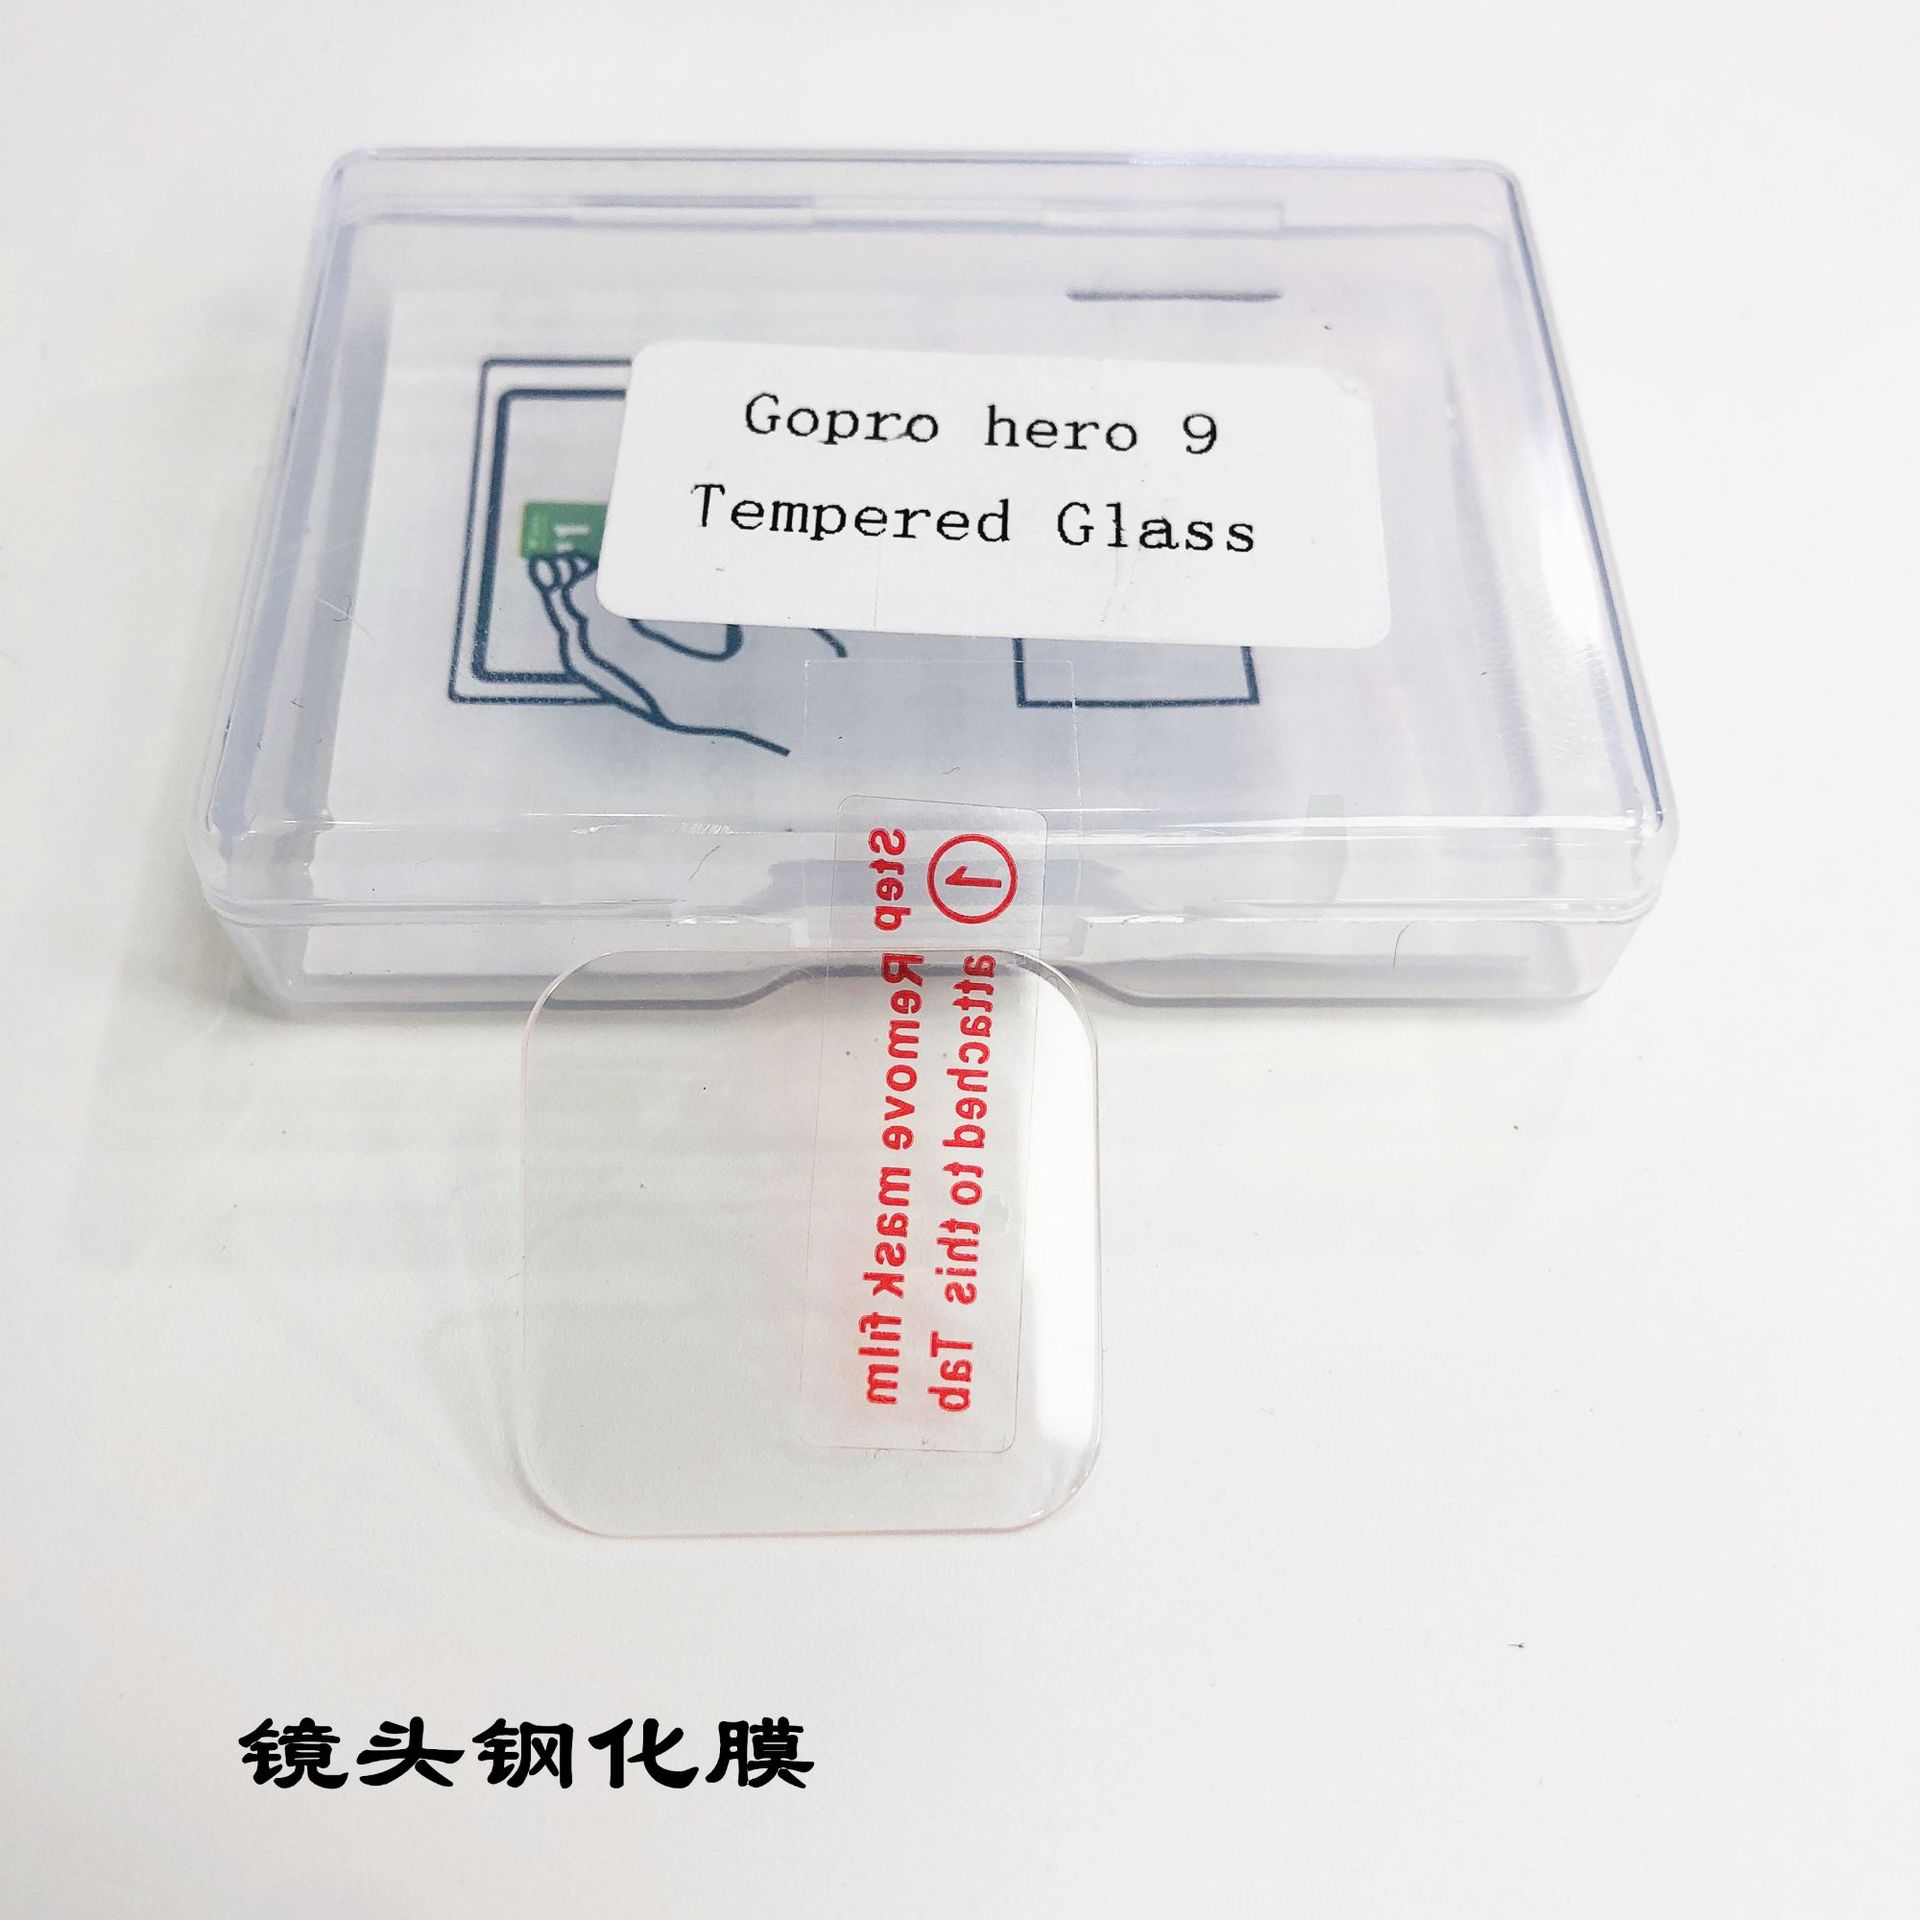 Gopro hero 9
Tempered Glass
Step ①
Remove mask film
attached to this Tab
镜头钢化膜